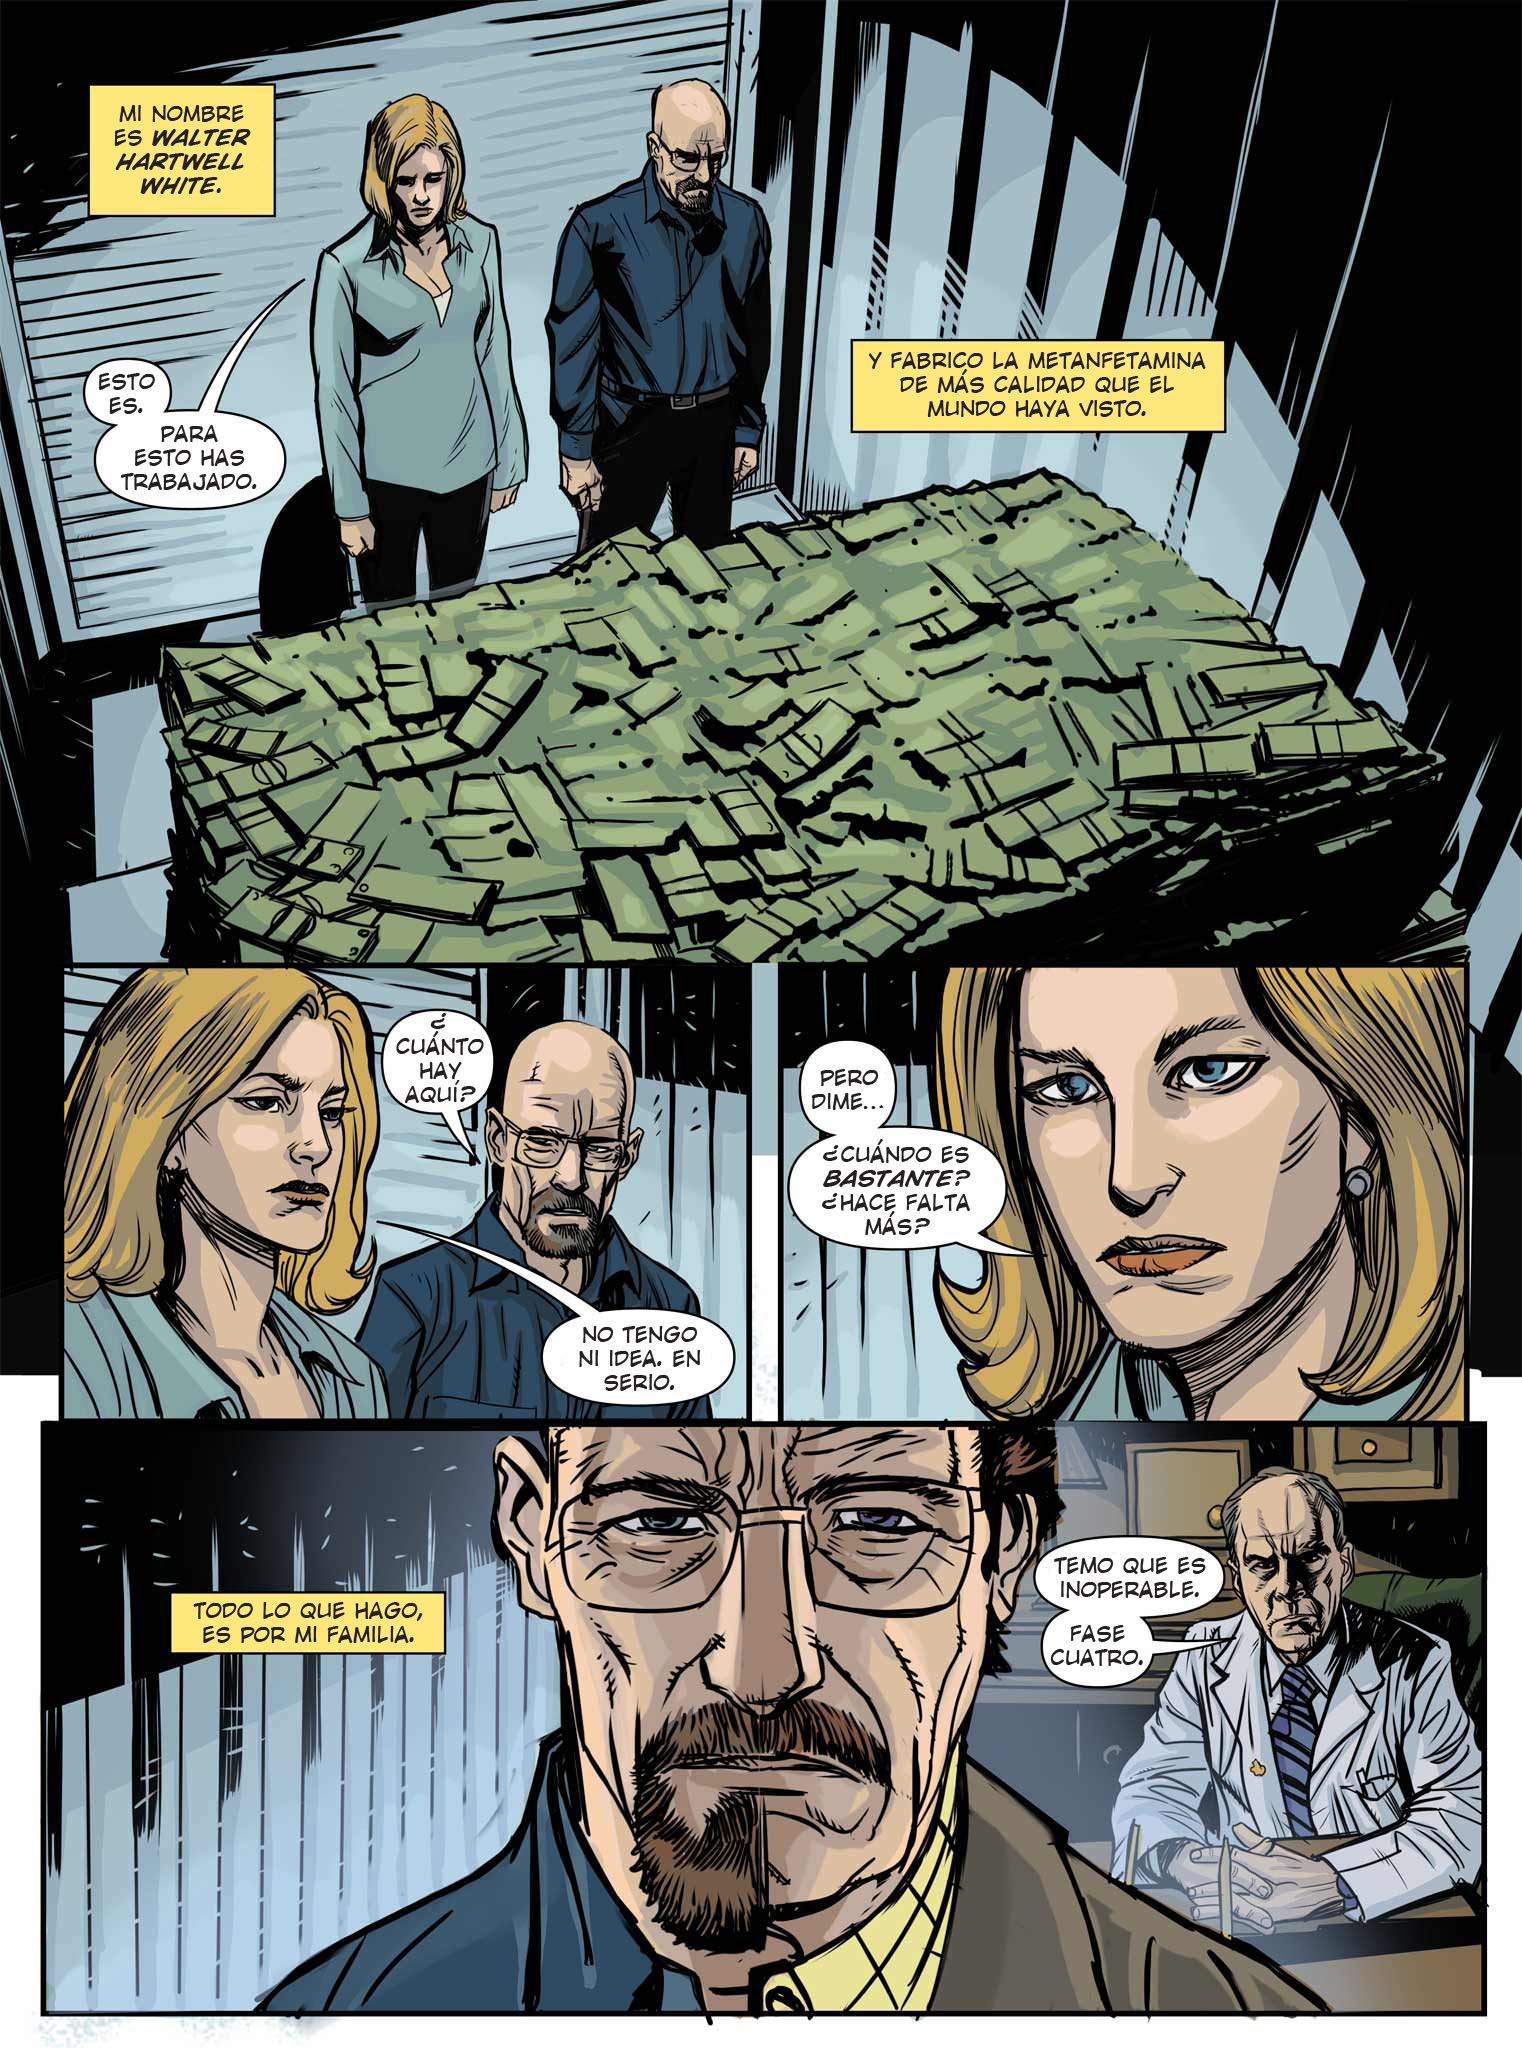 MI NOMBRE
ES WALTER
HARTWELL
WHITE.
ESTO
ES.
PARA
ESTO HAS
TRABAJADO.
Y FABRICO LA METANFETAMINA
DE MÁS CALIDAD QUE EL
MUNDO HAYA VISTO.
¿
CUÁNTO
HAY
AQUÍ?
NO TENGO
NI IDEA. EN
SERIO.
PERO
DIME...
¿CUÁNDO ES
BASTANTE?
¿HACE FALTA
MÁS?
TODO LO QUE HAGO,
ES POR MI FAMILIA.
TEMO QUE ES
INOPERABLE.
FASE
CUATRO.